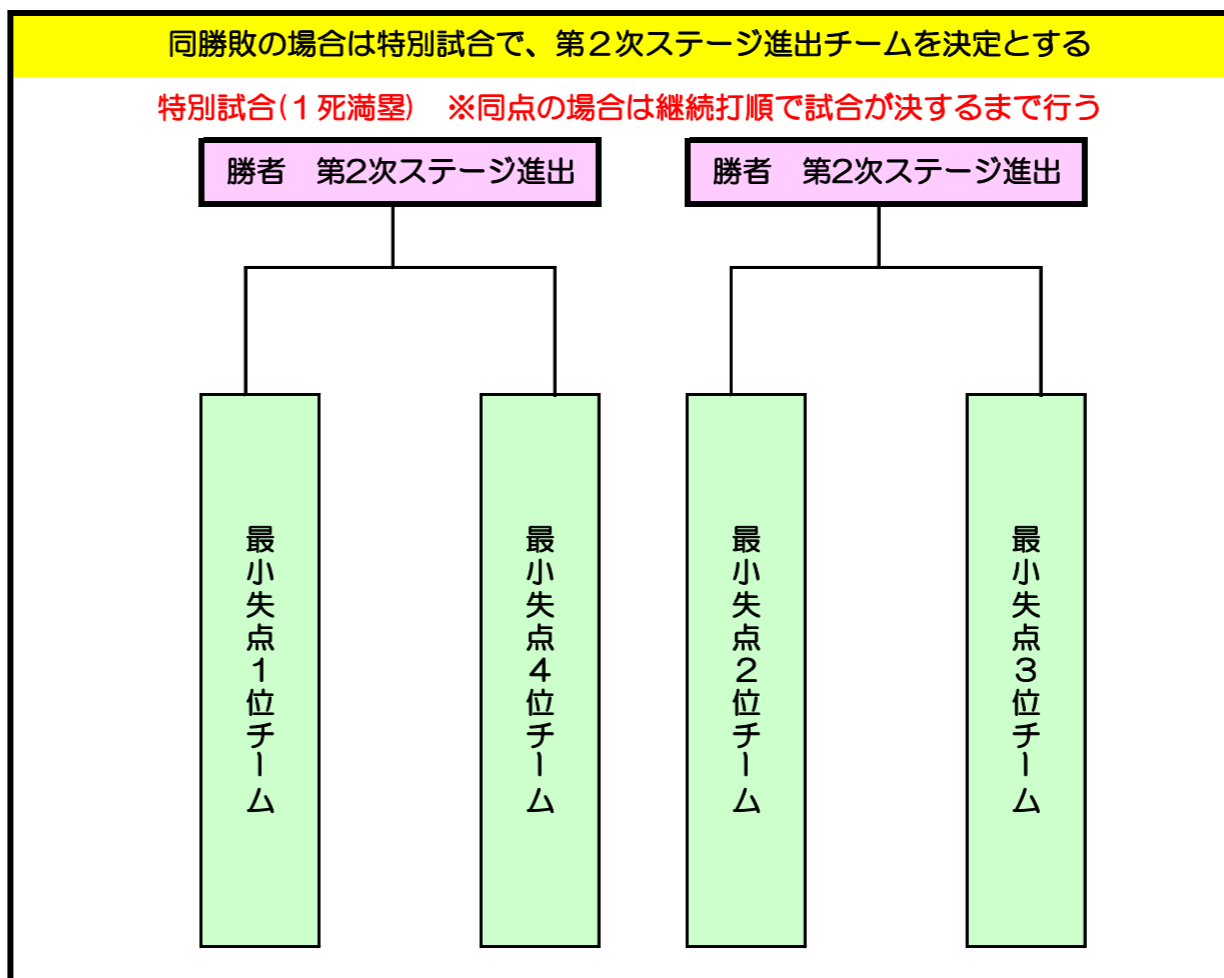 同勝敗の場合は特別試合で、第２次ステージ進出チームを決定とする
特別試合(１死満塁)　※同点の場合は継続打順で試合が決するまで行う
勝者　第2次ステージ進出
勝者　第2次ステージ進出
最小失点１位チーム
最小失点４位チーム
最小失点２位チーム
最小失点３位チーム